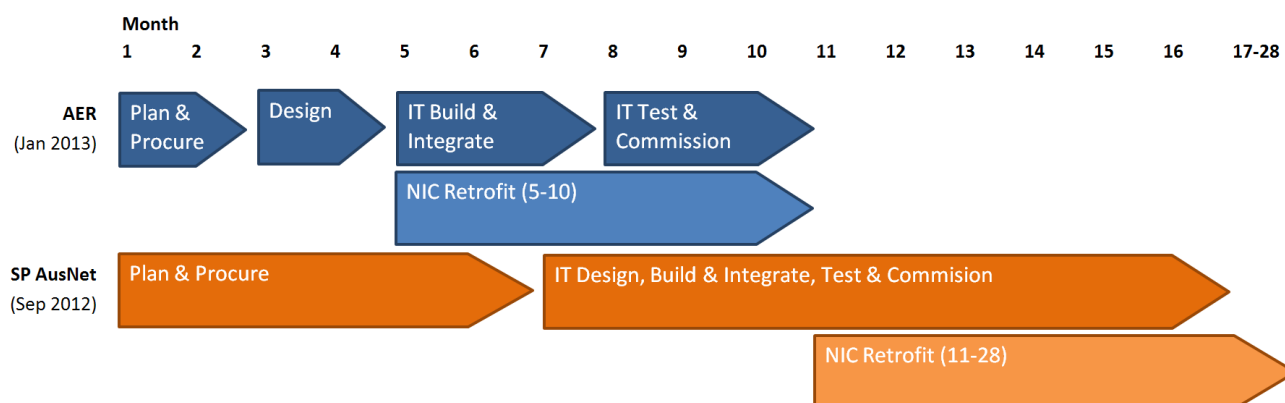 Month
1 2 3 4 5 6 7 8 9 10 11 12 13 14 15 16 17-28
AER
(Jan 2013)
Plan &
Procure
Design
IT Build &
Integrate
IT Test &
Commission
NIC Retrofit (5-10)
SP AusNet
(Sep 2012)
Plan & Procure
IT Design, Build & Integrate, Test & Commision
NIC Retrofit (11-28)